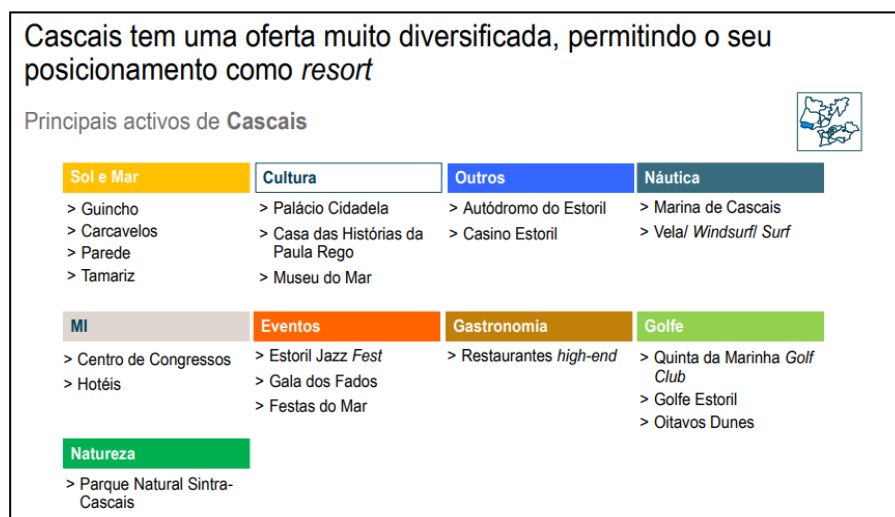 Cascais tem uma oferta muito diversificada, permitindo o seu
posicionamento como resort
Principais activos de Cascais
Sol e Mar
> Guincho
> Carcavelos
> Parede
> Tamariz
Cultura
> Palácio Cidadela
> Casa das Histórias da
Paula Rego
> Museu do Mar
Outros
> Autódromo do Estoril
> Casino Estoril
Náutica
> Marina de Cascais
> Vela/ Windsurf/ Surf
MI
> Centro de Congressos
> Hotéis
Eventos
> Estoril Jazz Fest
> Gala dos Fados
> Festas do Mar
Gastronomia
> Restaurantes high-end
Golfe
> Quinta da Marinha Golf
Club
> Golfe Estoril
> Oitavos Dunes
Natureza
> Parque Natural Sintra-
Cascais